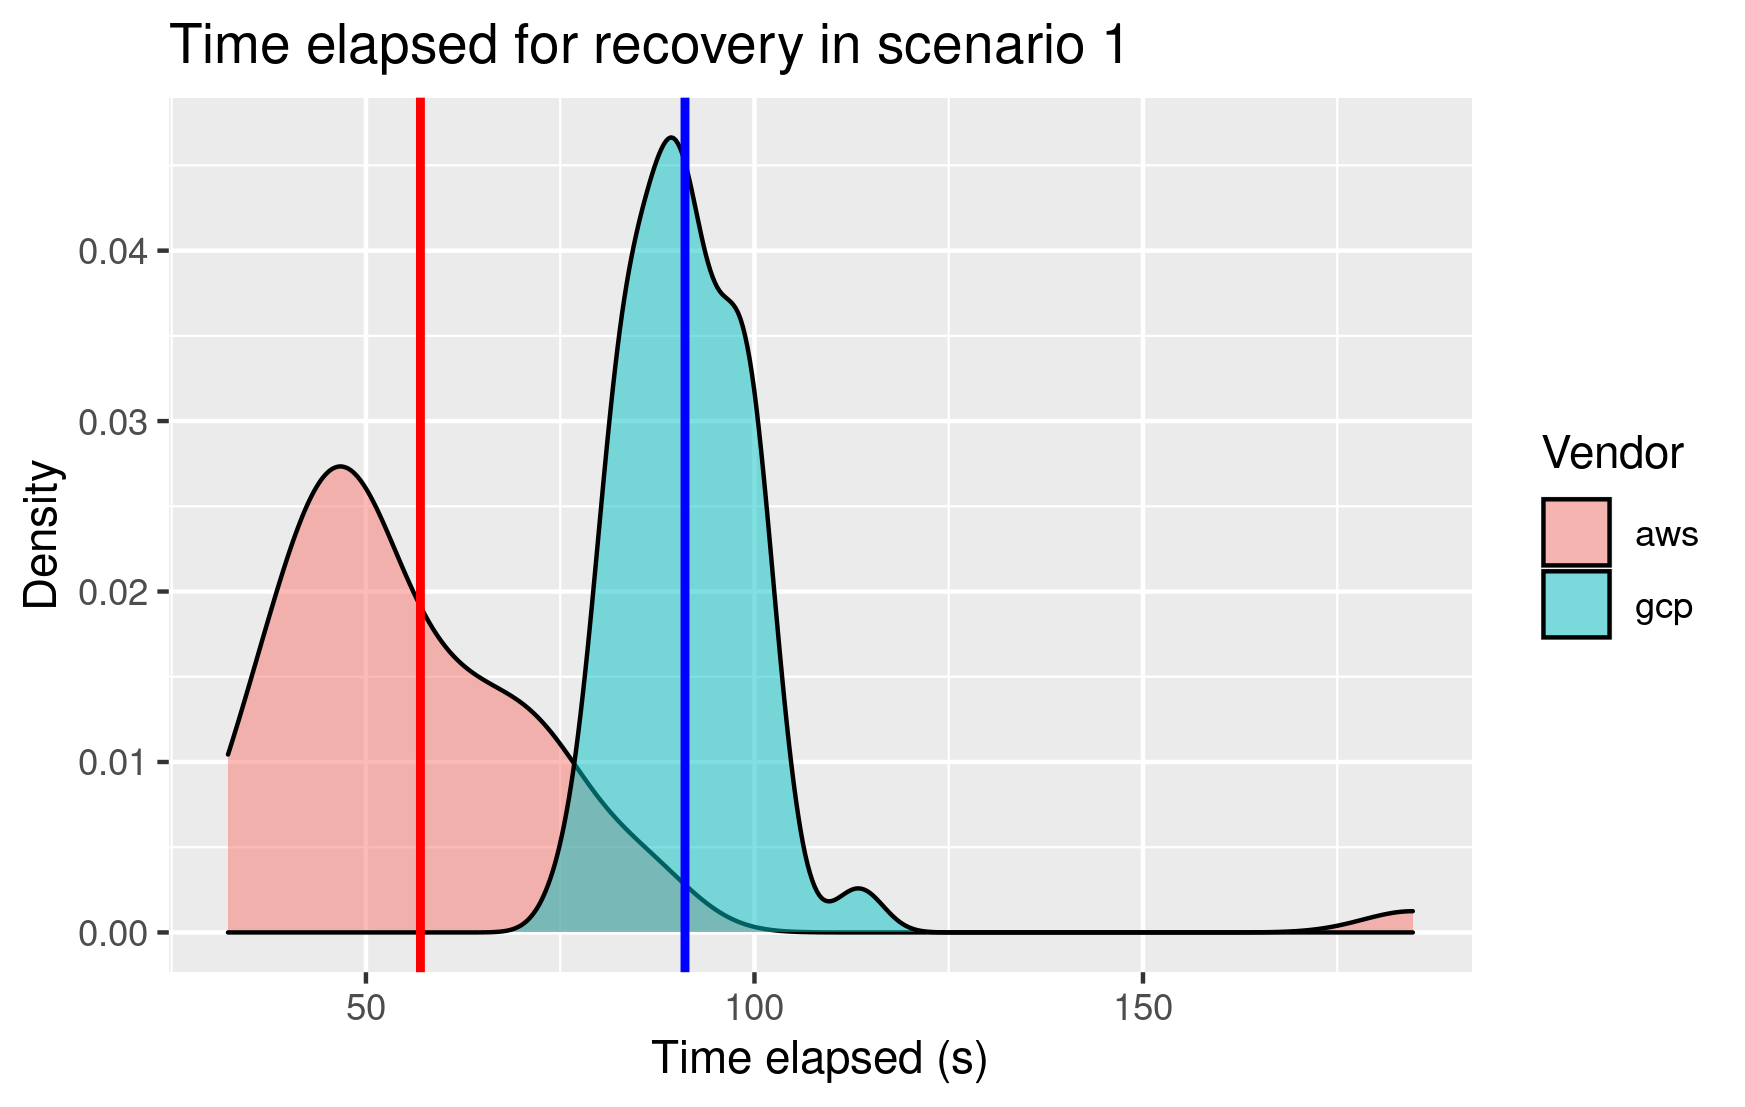 Time elapsed for recovery in scenario 1
Density
0.04
0.03
0.02
0.01
0.00
50 100 150
Time elapsed (s)
Vendor
aws
gcp